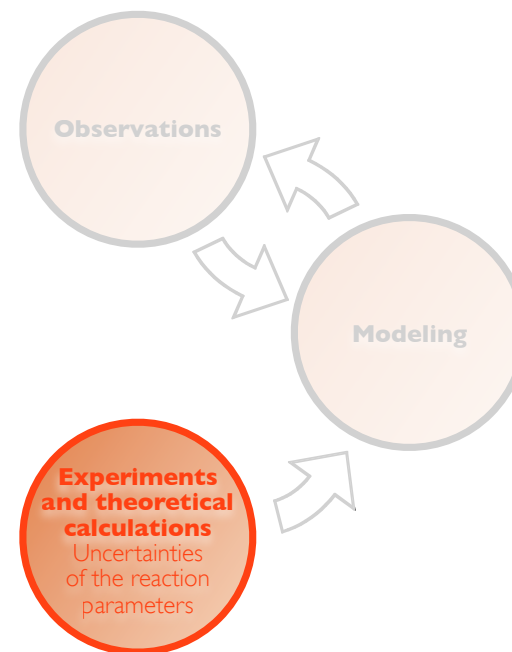 Observations
Modeling
Experiments
and theoretical
calculations
Uncertainties
of the reaction
parameters